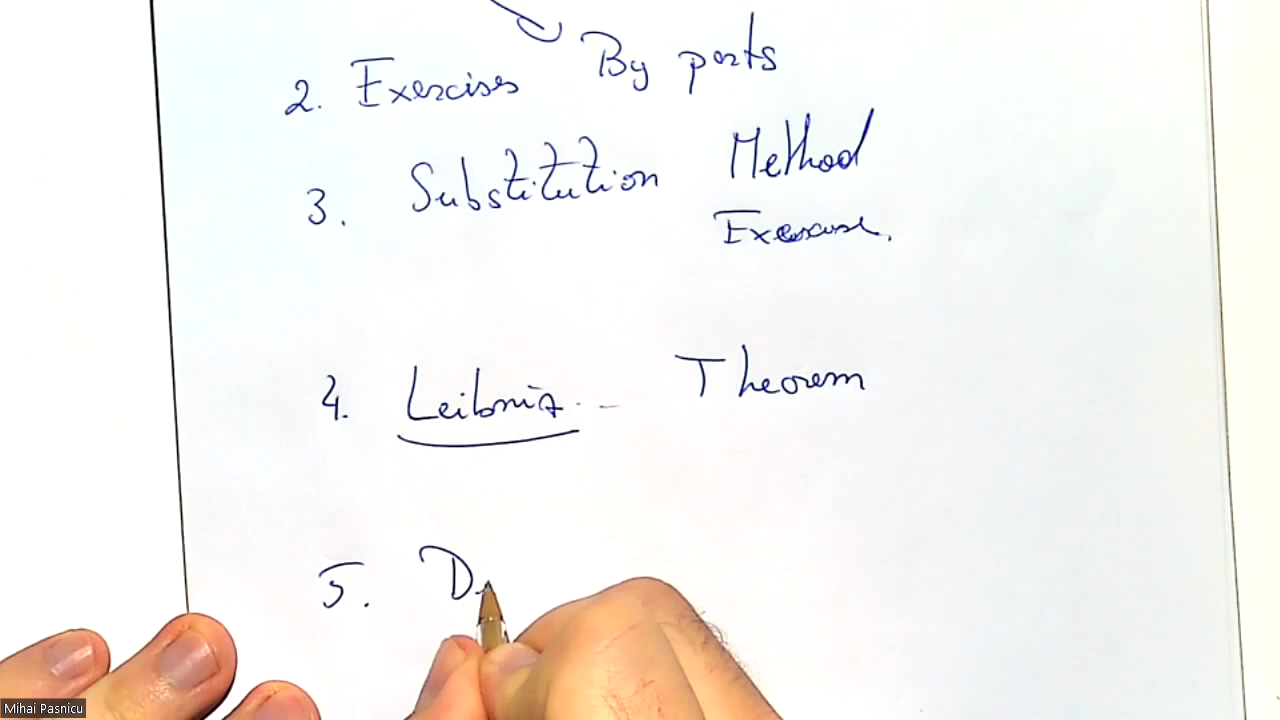 2. Exercises By parts
3. Substitution Method
Exercise.
4. Leibniz Theorem
5. D
Mihai Pasnicu